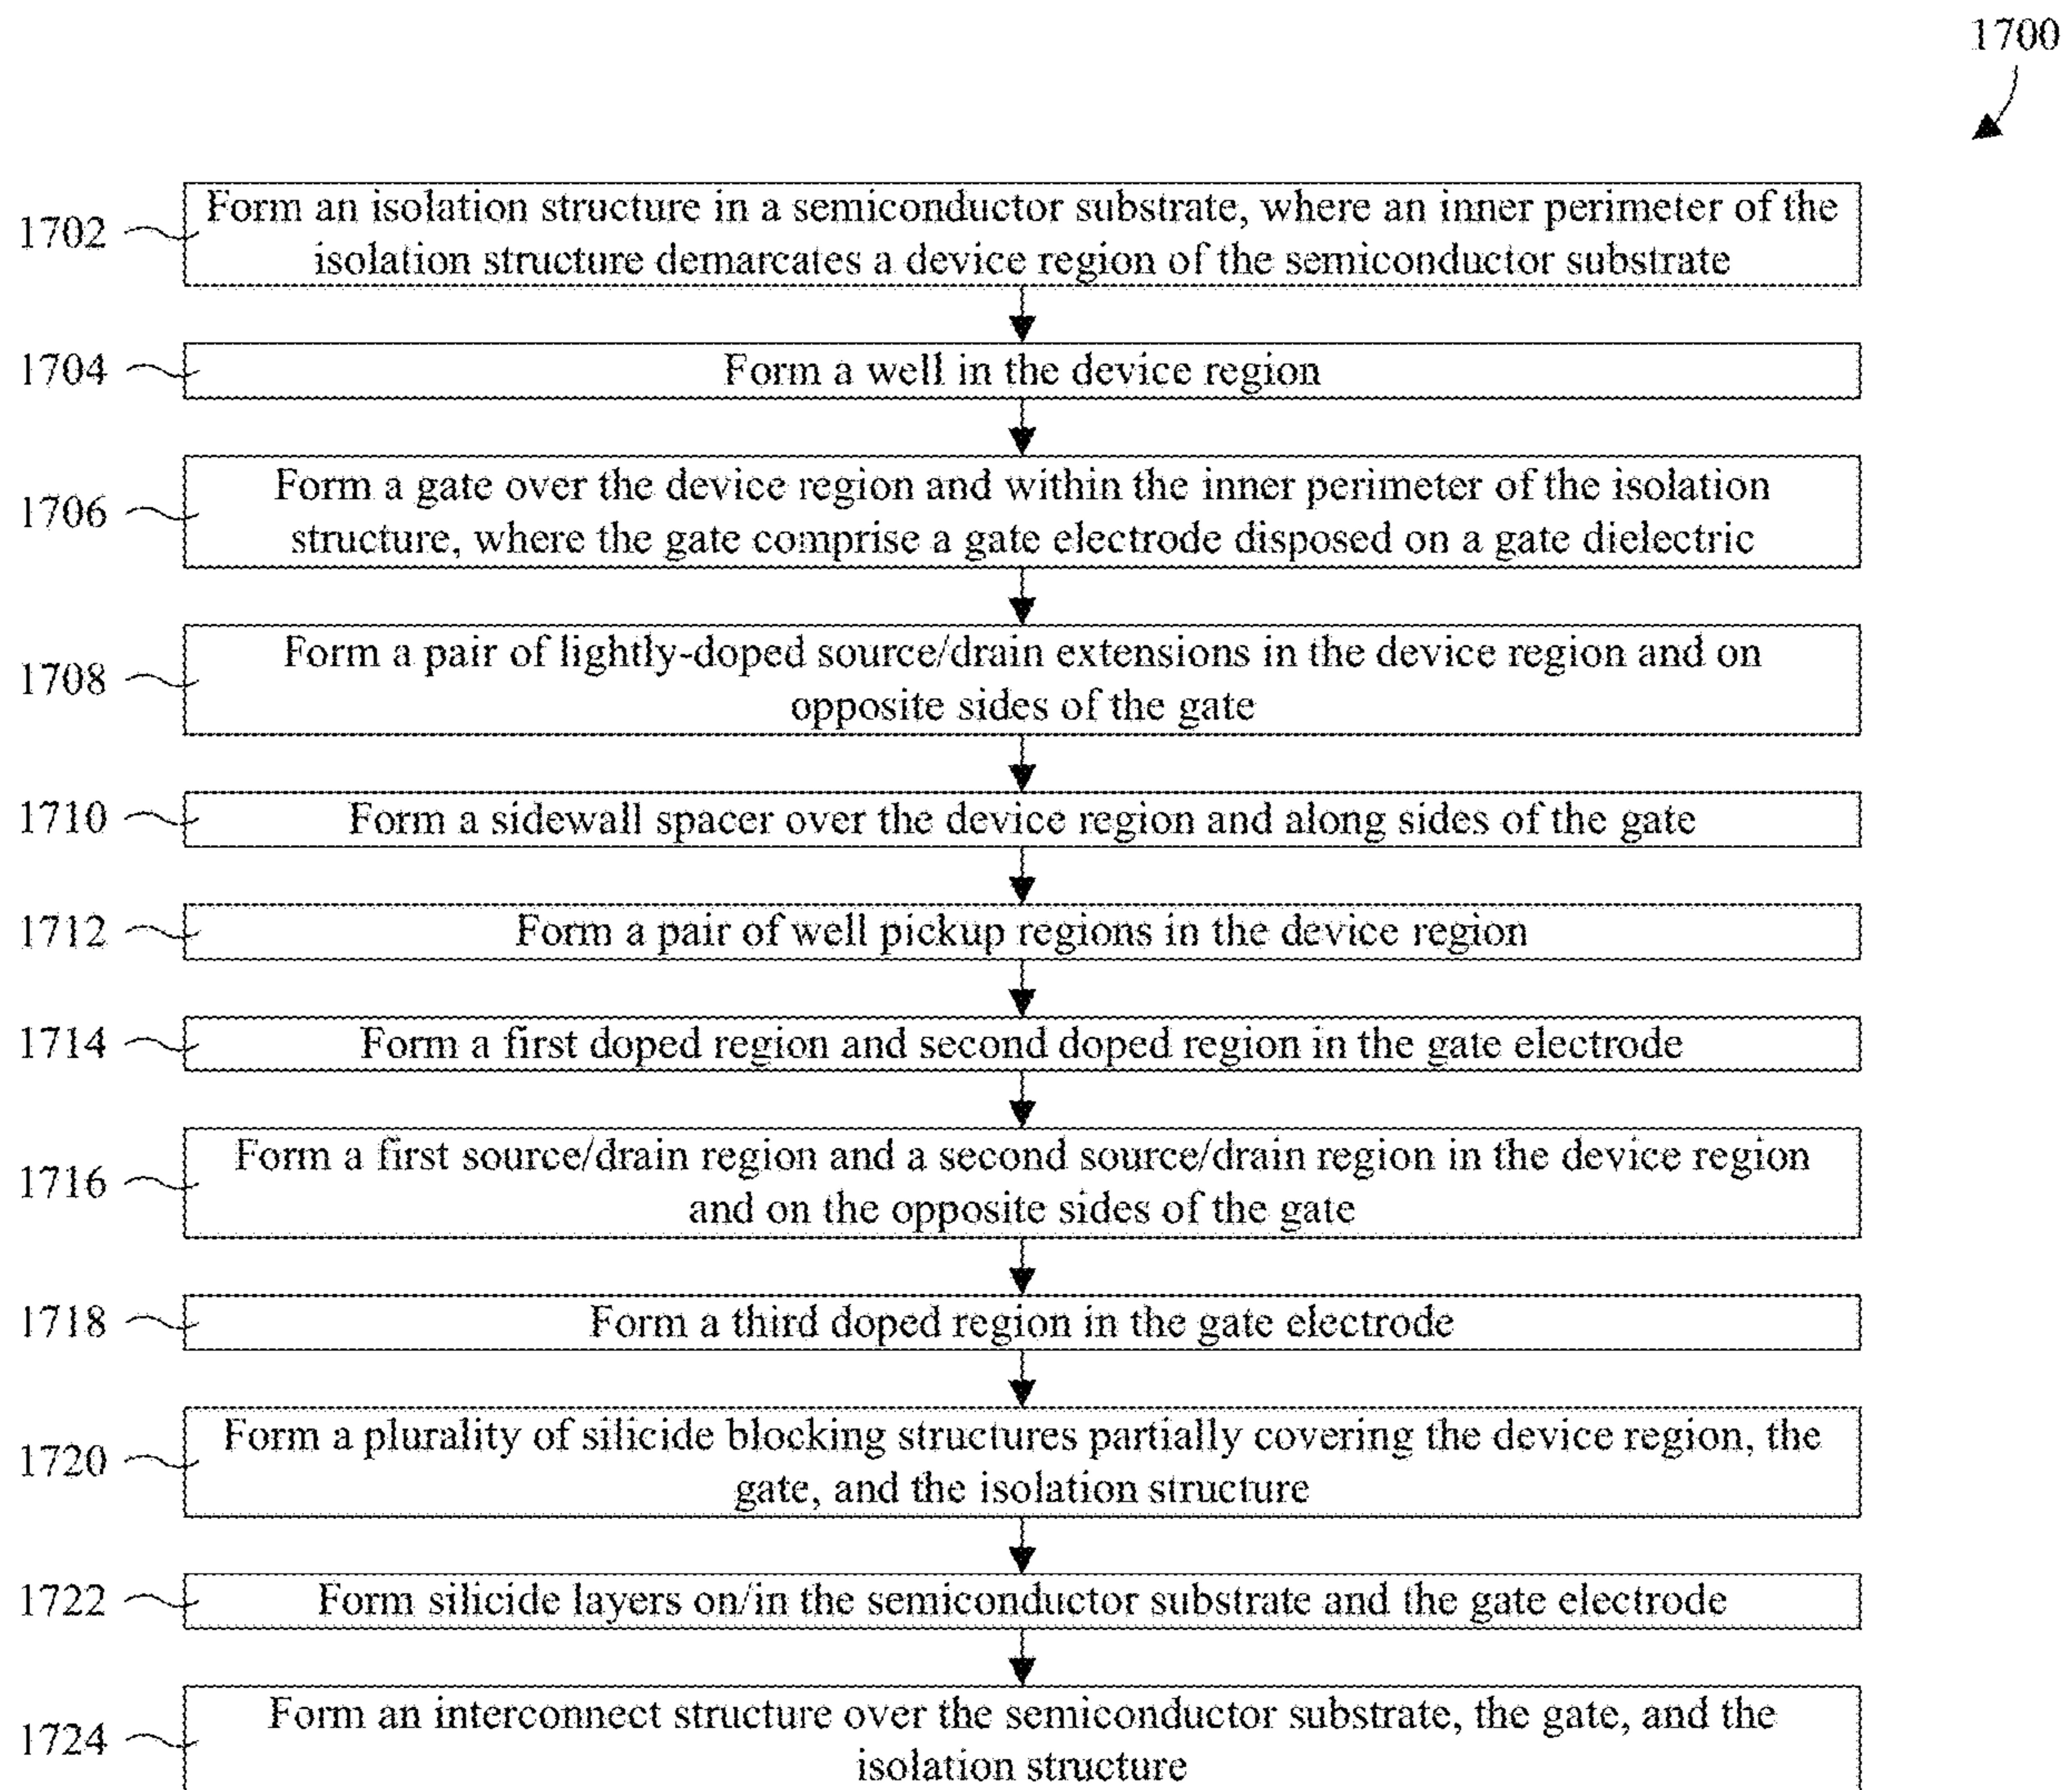 1700
1702
Form an isolation structure in a semiconductor substrate, where an inner perimeter of the
isolation structure demarcates a device region of the semiconductor substrate
1704
Form a well in the device region
1706
Form a gate over the device region and within the inner perimeter of the isolation
structure, where the gate comprise a gate electrode disposed on a gate dielectric
1708
Form a pair of lightly-doped source/drain extensions in the device region and on
opposite sides of the gate
1710
Form a sidewall spacer over the device region and along sides of the gate
1712
Form a pair of well pickup regions in the device region
1714
Form a first doped region and second doped region in the gate electrode
1716
Form a first source/drain region and a second source/drain region in the device region
and on the opposite sides of the gate
1718
Form a third doped region in the gate electrode
1720
Form a plurality of silicide blocking structures partially covering the device region, the
gate, and the isolation structure
1722
Form silicide layers on/in the semiconductor substrate and the gate electrode
1724
Form an interconnect structure over the semiconductor substrate, the gate, and the
isolation structure